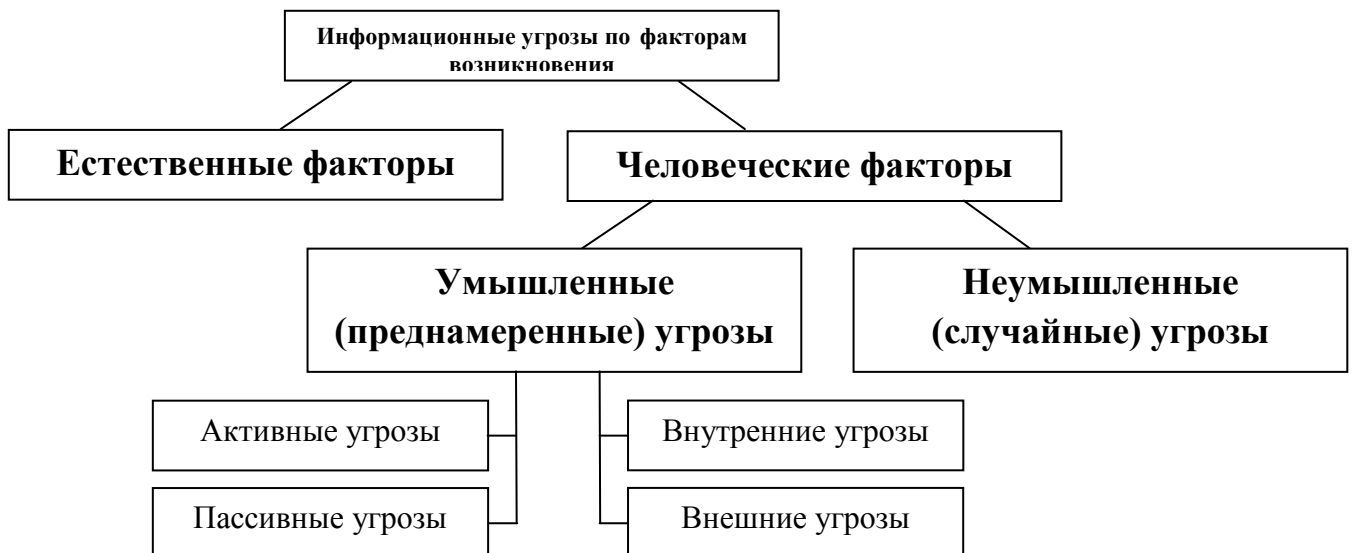 Информационные угрозы по факторам
возникновения
Естественные факторы
Человеческие факторы
Умышленные
(преднамеренные) угрозы
Неумышленные
(случайные) угрозы
Активные угрозы
Внутренние угрозы
Пассивные угрозы
Внешние угрозы